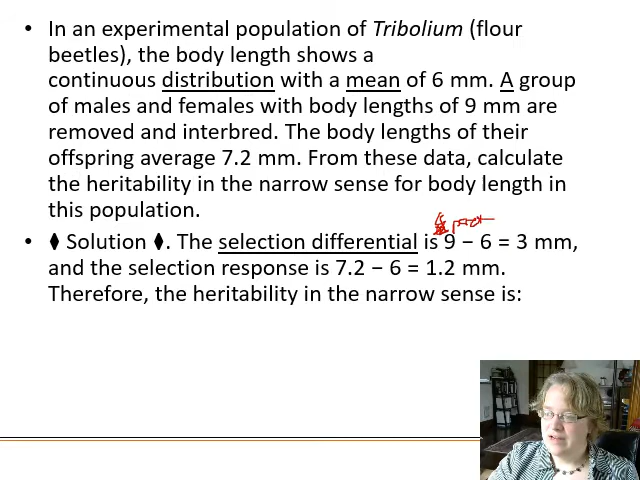 • In an experimental population of Tribolium (flour
beetles), the body length shows a
continuous distribution with a mean of 6 mm. A group
of males and females with body lengths of 9 mm are
removed and interbred. The body lengths of their
offspring average 7.2 mm. From these data, calculate
the heritability in the narrow sense for body length in
this population.
• ♦ Solution ♦. The selection differential is 9 − 6 = 3 mm,
and the selection response is 7.2 − 6 = 1.2 mm.
Therefore, the heritability in the narrow sense is: